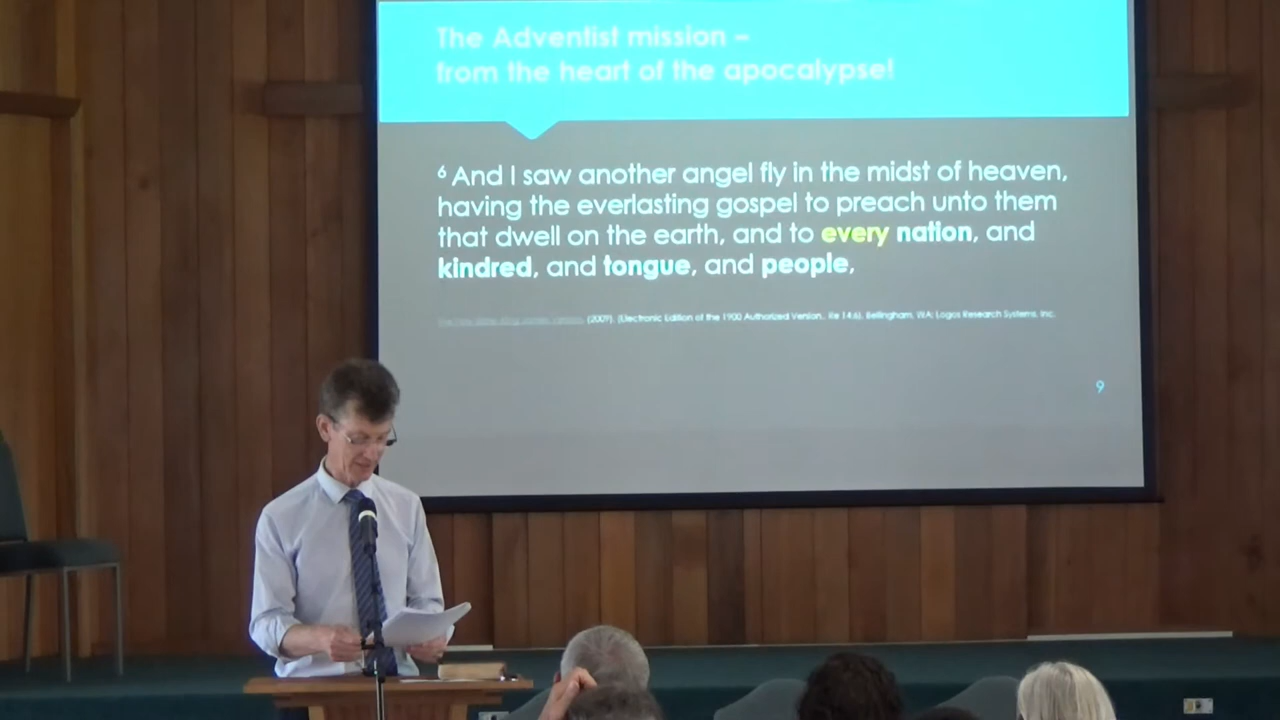 The Adventist mission –
from the heart of the apocalypse!
6 And I saw another angel fly in the midst of heaven,
having the everlasting gospel to preach unto them
that dwell on the earth, and to every nation, and
kindred, and tongue, and people,
(2009). (Electronic Edition of the 1900 Authorized Version., Re 14:6). Bellingham, WA: Logos Research Systems, Inc.
9